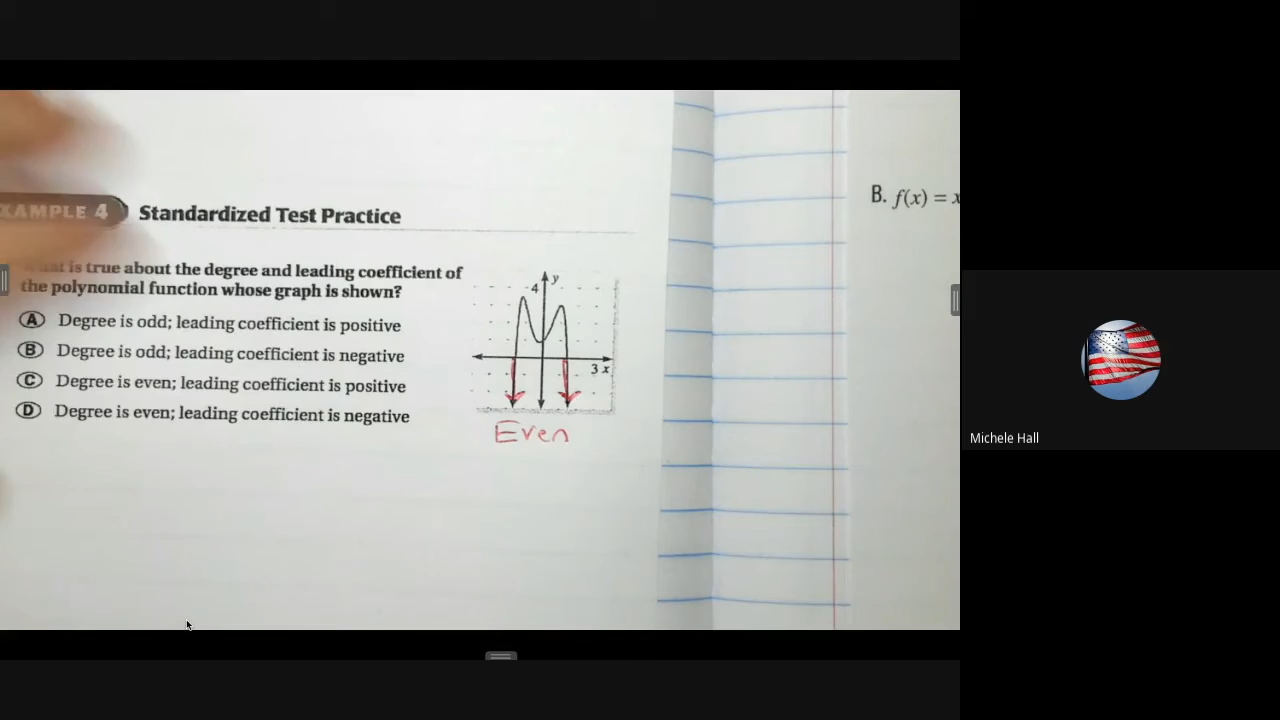 XAMPLE 4 Standardized Test Practice
is true about the degree and leading coefficient of
the polynomial function whose graph is shown?
A Degree is odd; leading coefficient is positive
B Degree is odd; leading coefficient is negative
C Degree is even; leading coefficient is positive
D Degree is even; leading coefficient is negative
4 y
3 x
Even
B. f(x) = x
Michele Hall